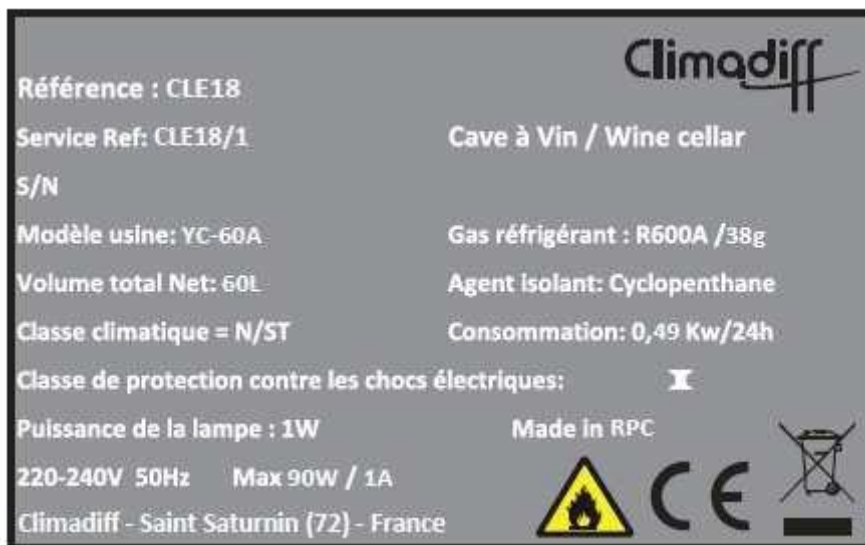 Climadiff
Référence : CLE18
Service Ref: CLE18/1 Cave à Vin / Wine cellar
S/N
Modèle usine: YC-60A Gas réfrigérant : R600A /38g
Volume total Net: 60L Agent isolant: Cyclopenthane
Classe climatique = N/ST Consommation: 0,49 Kw/24h
Classe de protection contre les chocs électriques: I
Puissance de la lampe : 1W Made in RPC
220-240V 50Hz Max 90W / 1A
Climadiff - Saint Saturnin (72) - France CE